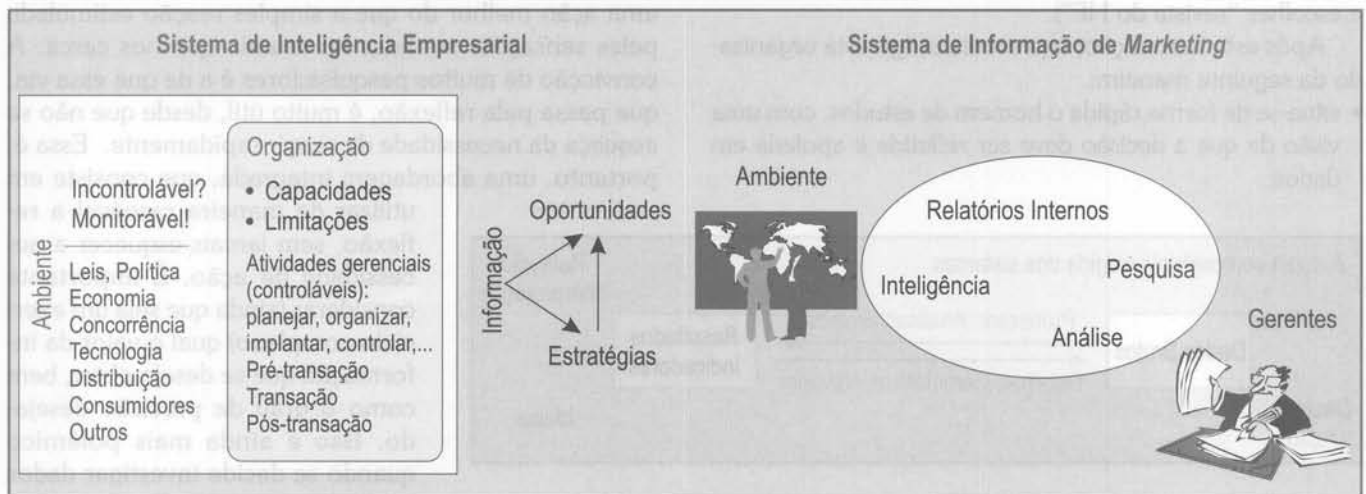 Sistema de Inteligência Empresarial
Ambiente
Incontrolável?
Monitorável!
Leis, Política
Economia
Concorrência
Tecnologia
Distribuição
Consumidores
Outros
Organização
• Capacidades
• Limitações
Atividades gerenciais
(controláveis):
planejar, organizar,
implantar, controlar,...
Pré-transação
Transação
Pós-transação
Informação
Oportunidades
Estratégias
Sistema de Informação de Marketing
Ambiente
Relatórios Internos
Pesquisa
Inteligência
Análise
Gerentes